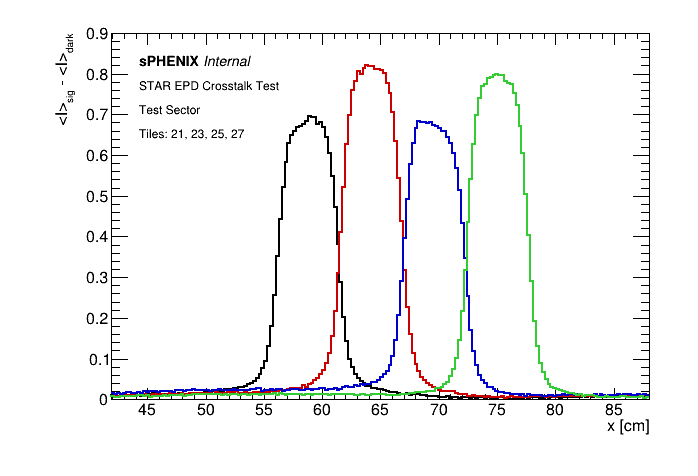 <I>sig - <I>dark
0.9
0.8
0.7
0.6
0.5
0.4
0.3
0.2
0.1
0
sPHENIX Internal
STAR EPD Crosstalk Test
Test Sector
Tiles: 21, 23, 25, 27
45 50 55 60 65 70 75 80 85
x [cm]